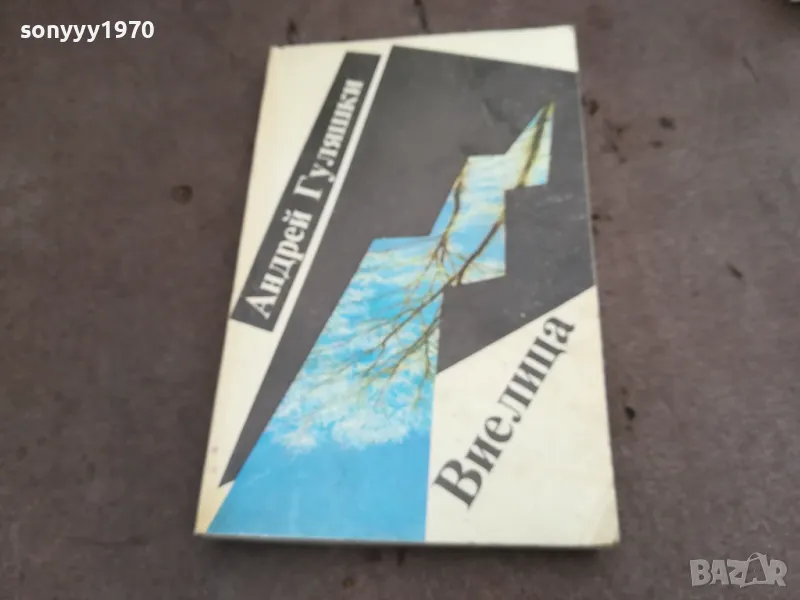 sonyyy1970
Андрей Гуляшки
Виелица
BAZAR